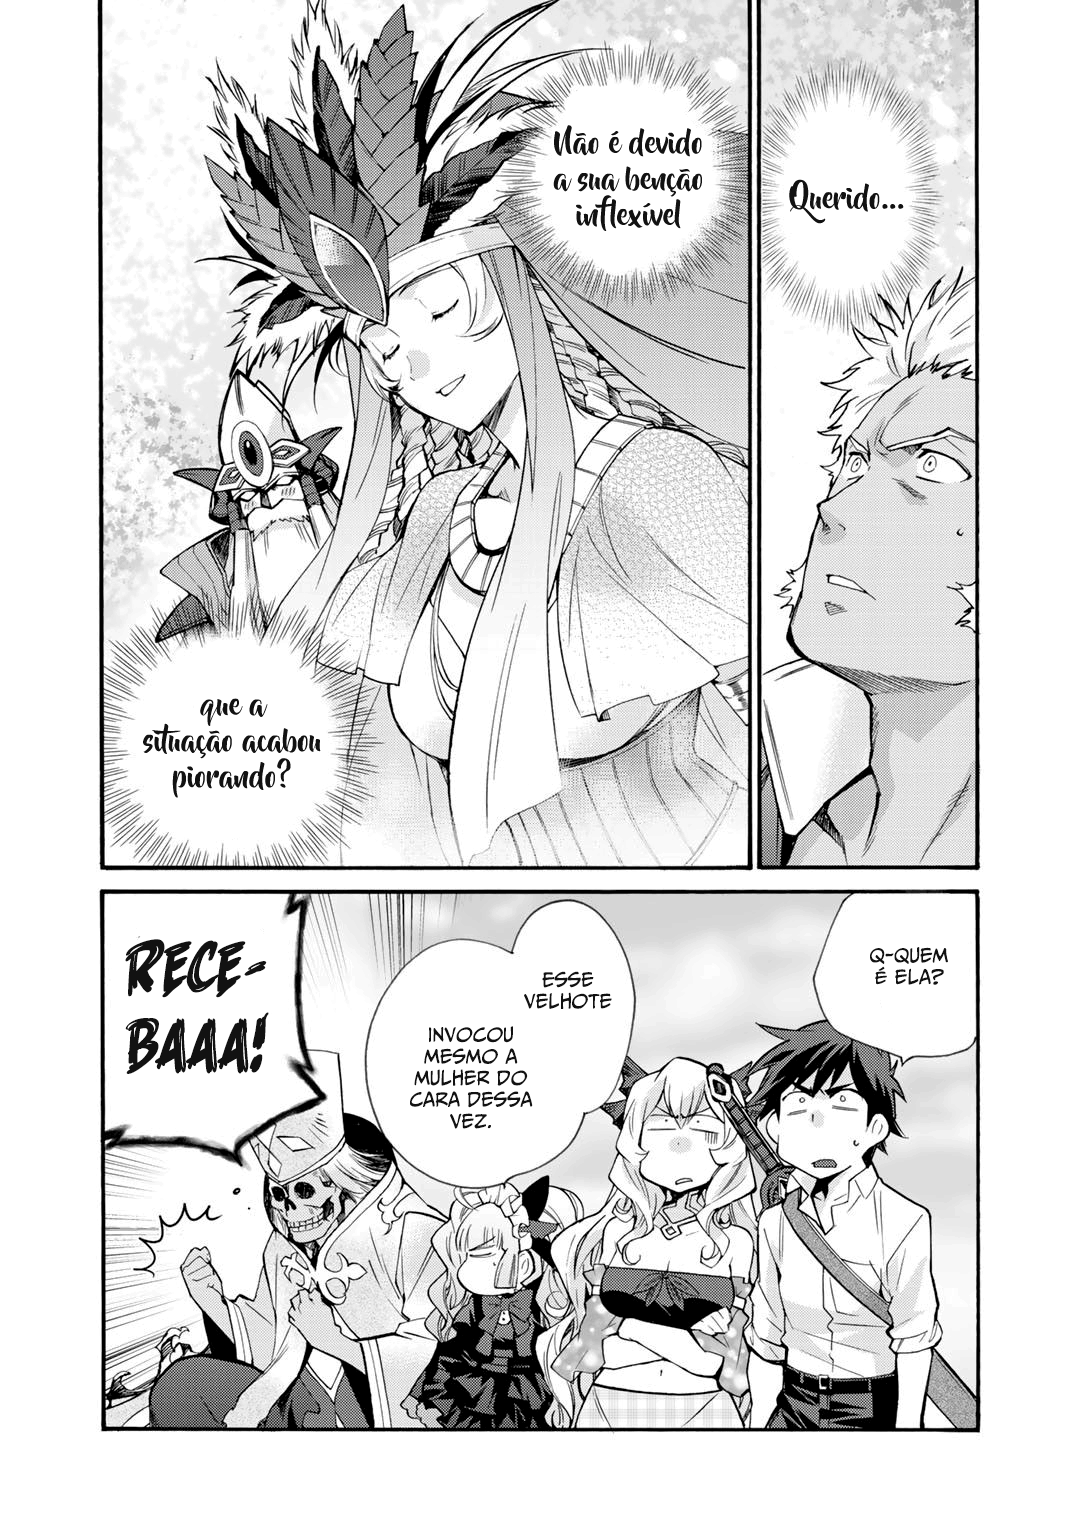 Querido...
Não é devido
a sua benção
inflexível
que a
situação acabou
piorando?
Q-QUEM
É ELA?
ESSE
VELHOTE
INVOCOU
MESMO A
MULHER DO
CARA DESSA
VEZ.
RECE-
BAAA!